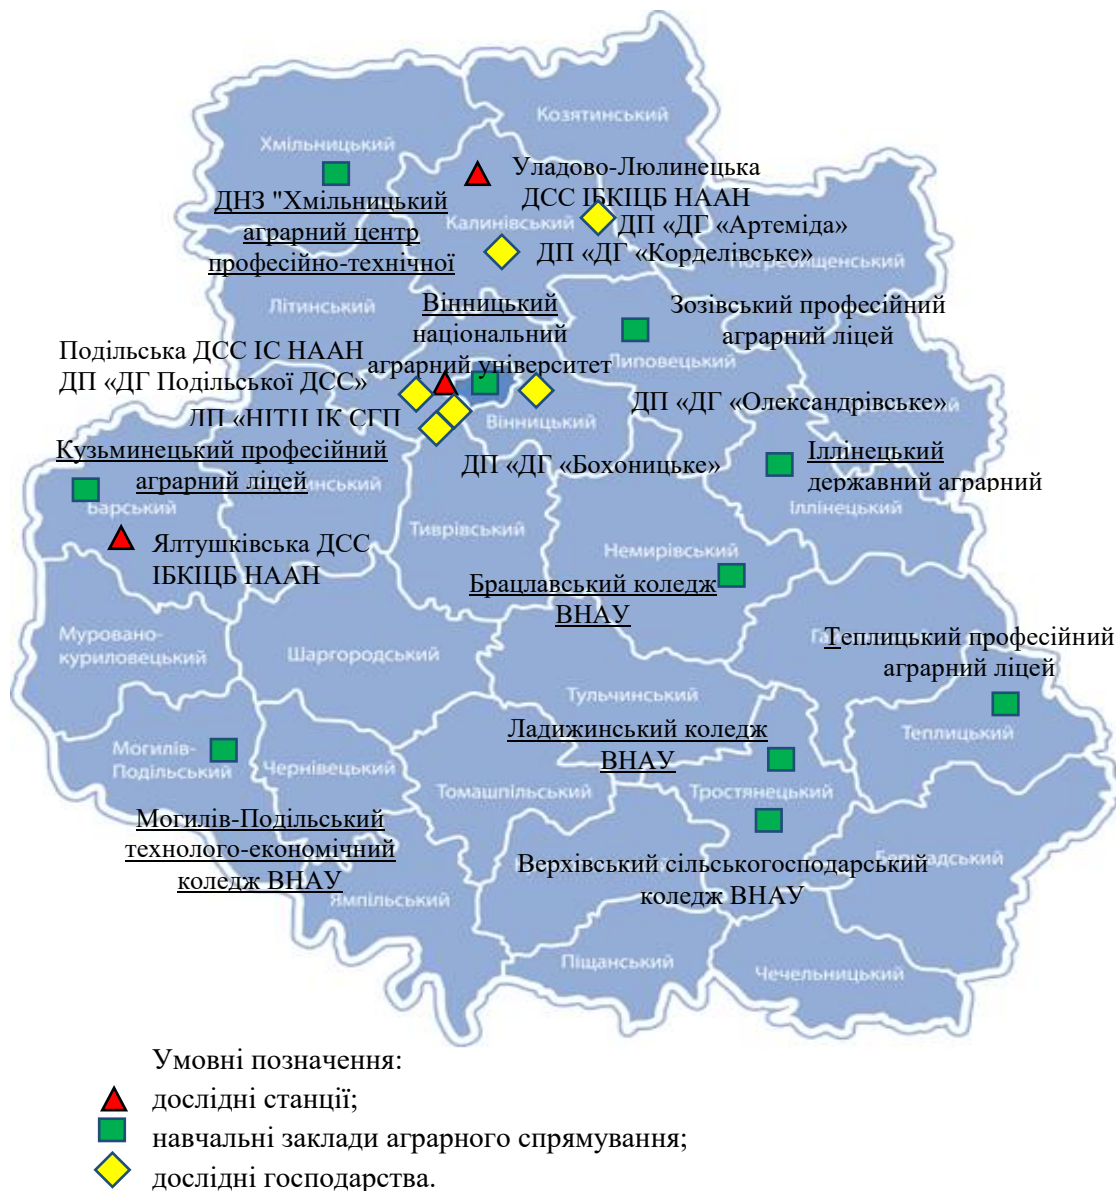 Козятинський
Хмільницький
Уладово-Люлинецька
ДСС ІБКІЦБ НААН
ДНЗ "Хмільницький
аграрний центр
професійно-технічної
Калинівський
ДП «ДГ «Артеміда»
ДП «ДГ «Корделівське»
Літинський
Вінницький
національний
аграрний університет
Зозівський професійний
аграрний ліцей
Липовецький
Подільська ДСС ІС НААН
ДП «ДГ Подільської ДСС»
ДП «ДГ «Олександрівське»
Вінницький
Кузьминецький професійний
аграрний ліцей
ДП «ДГ «Бохоницьке»
Іллінецький
державний аграрний
Барський
Іллінецький
Тиврівський
Ялтушківська ДСС
ІБКІЦБ НААН
Немирівський
Брацлавський коледж
ВНАУ
Муровано-
куриловецький
Шаргородський
Теплицький професійний
аграрний ліцей
Тульчинський
Ладижинський коледж
ВНАУ
Теплицький
Могилів-
Подільський
Чернівецький
Томашпільський
Тростянецький
Могилів-Подільський
технолого-економічний
коледж ВНАУ
Верхівський сільськогосподарський
коледж ВНАУ
Ямпільський
Піщанський
Чечельницький
Умовні позначення:
дослідні станції;
навчальні заклади аграрного спрямування;
дослідні господарства.